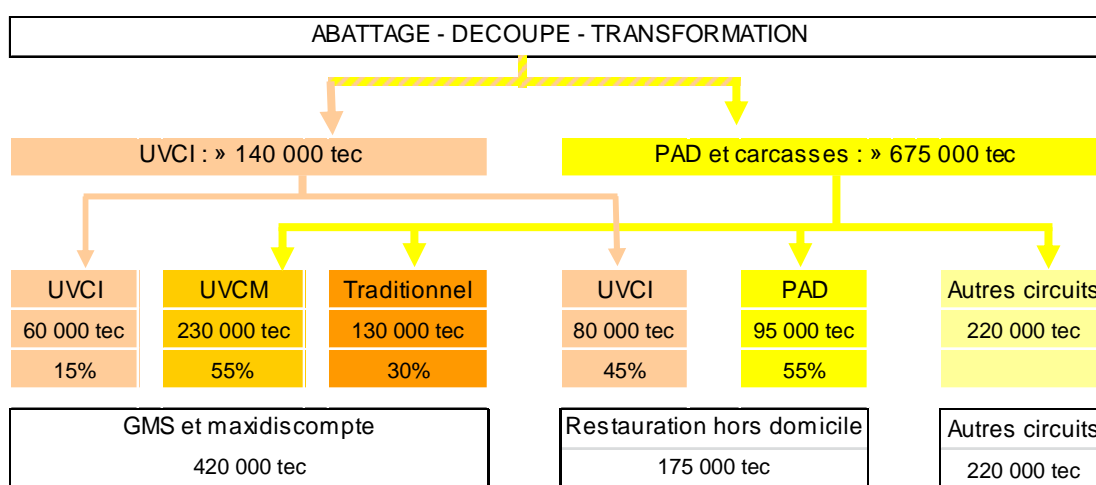 ABATTAGE - DECOUPE - TRANSFORMATION
UVCI : » 140 000 tec
PAD et carcasses : » 675 000 tec
UVCI
UVCM
Traditionnel
UVCI
PAD
Autres circuits
60 000 tec
230 000 tec
130 000 tec
80 000 tec
95 000 tec
220 000 tec
15%
55%
30%
45%
55%
GMS et maxidiscompte
Restauration hors domicile
Autres circuits
420 000 tec
175 000 tec
220 000 tec